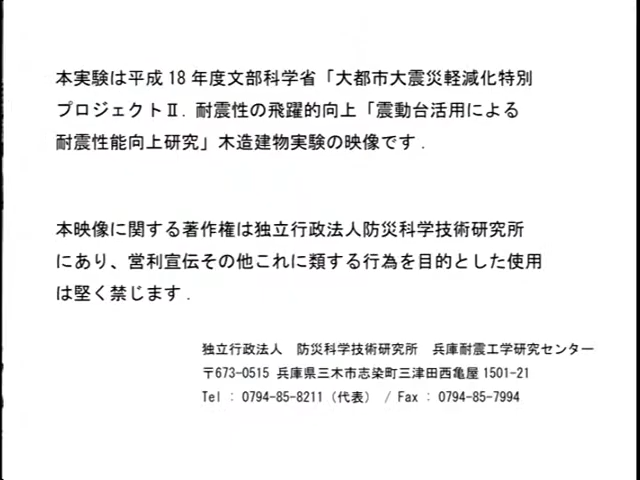 本実験は平成18年度文部科学省「大都市大震災軽減化特別
プロジェクトⅡ. 耐震性の飛躍的向上「震動台活用による
耐震性能向上研究」木造建物実験の映像です.
本映像に関する著作権は独立行政法人防災科学技術研究所
にあり、営利宣伝その他これに類する行為を目的とした使用
は堅く禁じます.
独立行政法人　防災科学技術研究所　兵庫耐震工学研究センター
〒673-0515 兵庫県三木市志染町三津田西亀屋1501-21
Tel : 0794-85-8211（代表） / Fax : 0794-85-7994